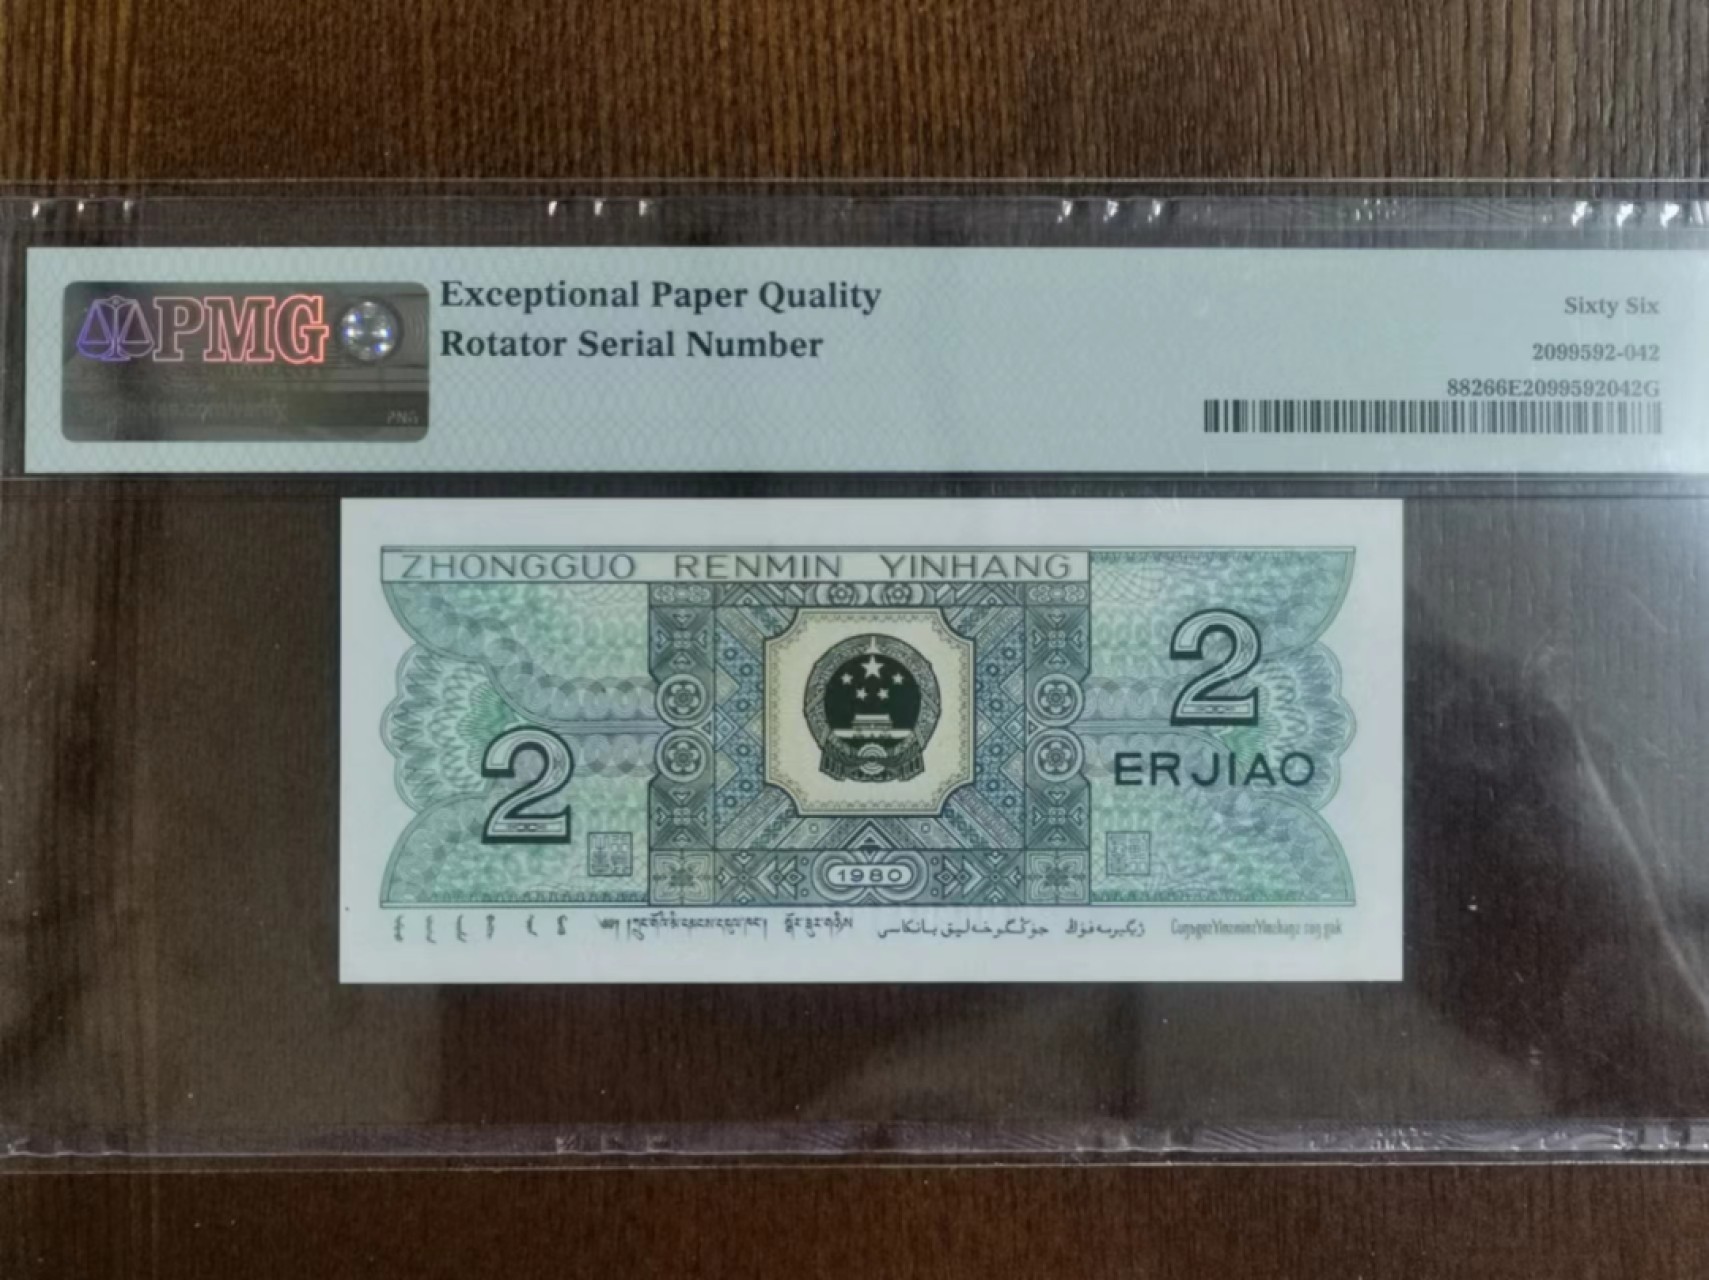 PMG
Exceptional Paper Quality
Rotator Serial Number
Sixty Six
2099592-042
88266E2099592042G
ZHONGGUO RENMIN YINHANG
2
2
ERJIAO
1980